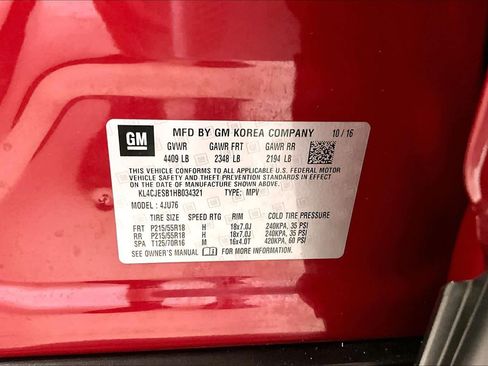 GM
MFD BY GM KOREA COMPANY 10/16
GVWR GAWR FRT GAWR RR
4409 LB 2348 LB 2194 LB
THIS VEHICLE CONFORMS TO ALL APPLICABLE U.S. FEDERAL MOTOR
VEHICLE SAFETY, BUMPER, AND THEFT PREVENTION STANDARDS IN EFFECT
ON THE DATE OF MANUFACTURE SHOWN ABOVE.
KL4CJESB1HB034321 TYPE: MPV
MODEL : 4JU76
TIRE SIZE SPEED RTG RIM COLD TIRE PRESSURE
FRT P215/55R18 H 18x7.0J 240KPA, 35 PSI
RR P215/55R18 H 18x7.0J 240KPA, 35 PSI
SPA T125/70R16 M 16x4.0T 420KPA, 60 PSI
SEE OWNER'S MANUAL FOR MORE INFORMATION.